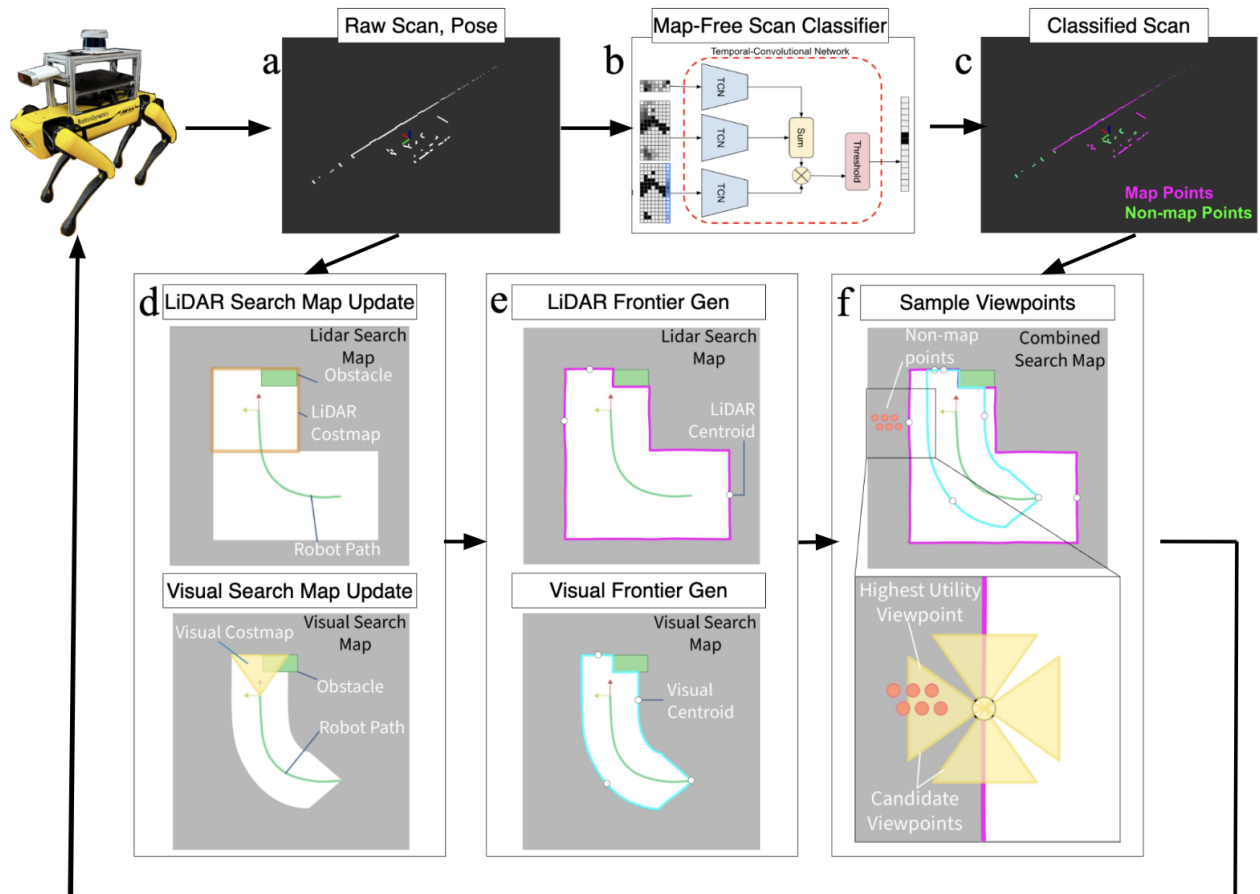 Raw Scan, Pose
Map-Free Scan Classifier
Classified Scan
a
b
c
Temporal-Convolutional Network
TCN
TCN
TCN
Sum
Threshold
Map Points
Non-map Points
d
LiDAR Search Map Update
Lidar Search
Map
Obstacle
LiDAR
Costmap
Robot Path
Visual Search Map Update
Visual Search
Map
Visual Costmap
Obstacle
Robot Path
e
LiDAR Frontier Gen
Lidar Search
Map
LiDAR
Centroid
Visual Frontier Gen
Visual Search
Map
Visual
Centroid
f
Sample Viewpoints
Non-map
points
Combined
Search Map
Highest Utility
Viewpoint
Candidate
Viewpoints